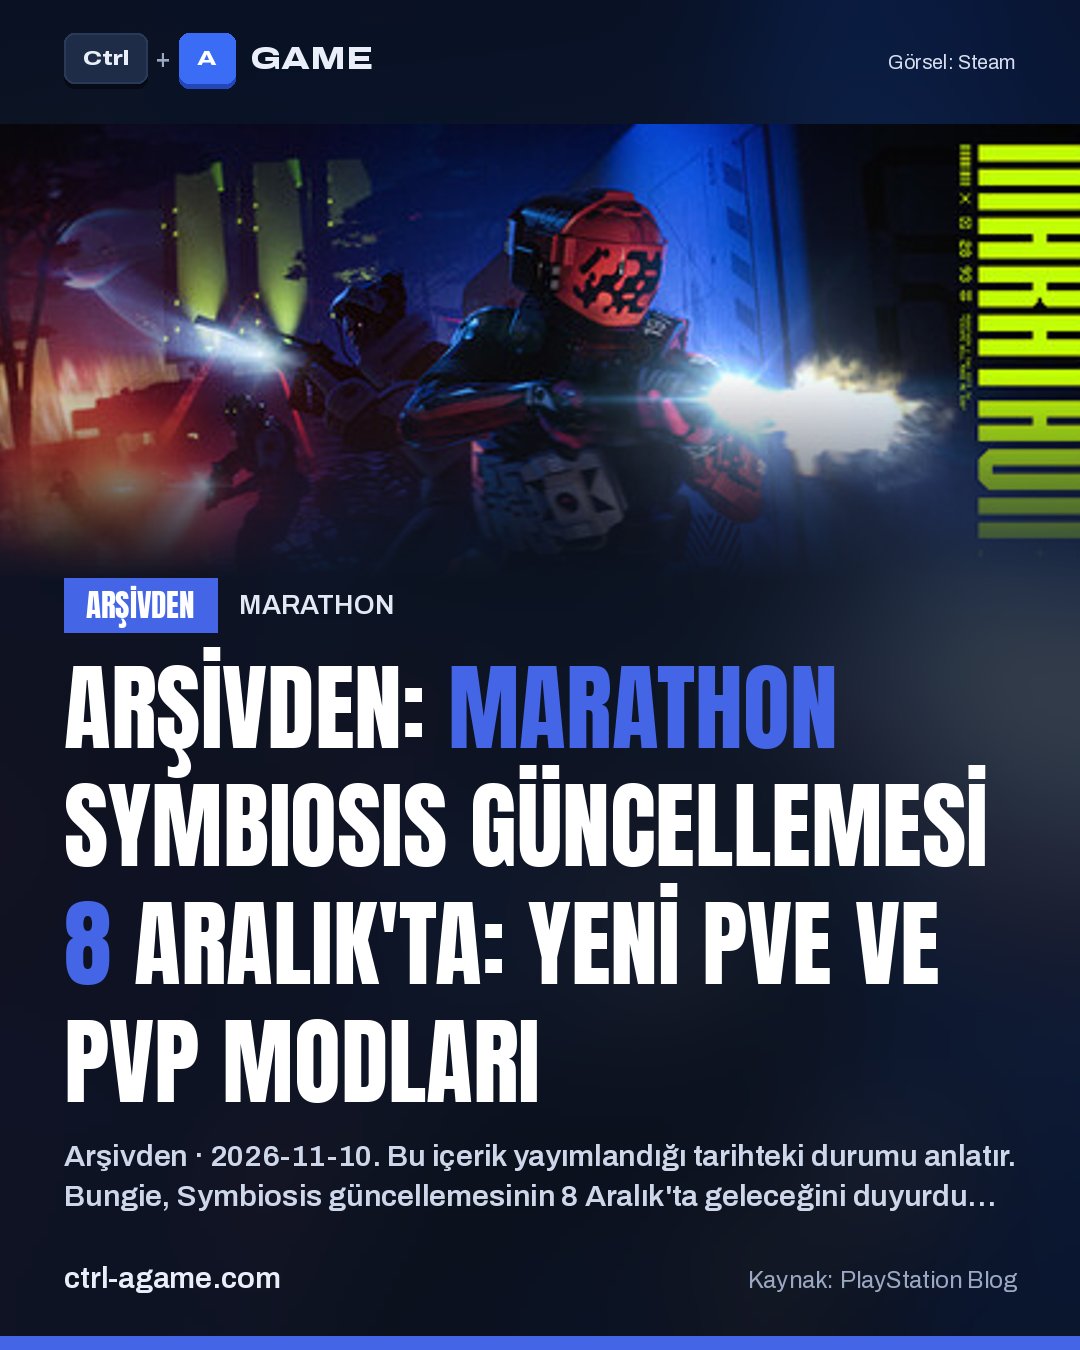 Ctrl + A GAME
Görsel: Steam
MARATHON
ARŞİVDEN MARATHON
ARŞİVDEN: MARATHON
SYMBIOSIS GÜNCELLEMESİ
8 ARALIK'TA: YENİ PVE VE
PVP MODLARI
Arşivden · 2026-11-10. Bu içerik yayımlandığı tarihteki durumu anlatır.
Bungie, Symbiosis güncellemesinin 8 Aralık'ta geleceğini duyurdu...
ctrl-agame.com
Kaynak: PlayStation Blog